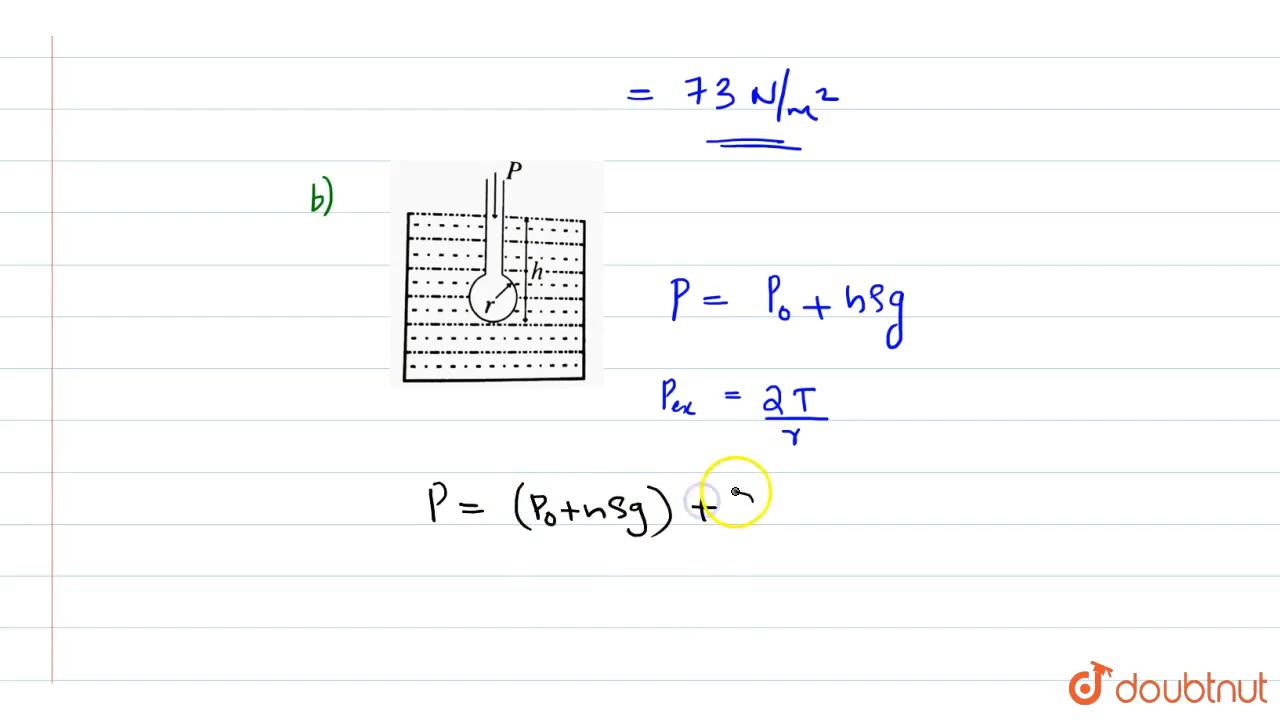 = 73 N/m²
b)
P
h
r
P = P₀ + hρg
Pex = 2T/r
P = (P₀+hρg) +
doubtnut